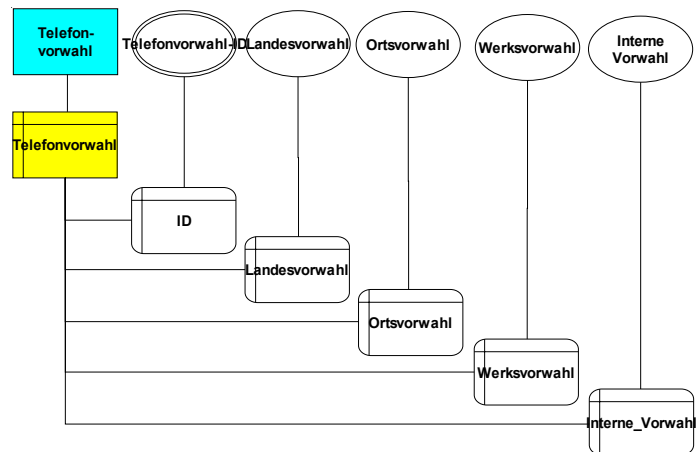 Telefon-
vorwahl
Telefonvorwahl-ID
Landesvorwahl
Ortsvorwahl
Werksvorwahl
Interne
Vorwahl
Telefonvorwahl
ID
Landesvorwahl
Ortsvorwahl
Werksvorwahl
Interne_Vorwahl